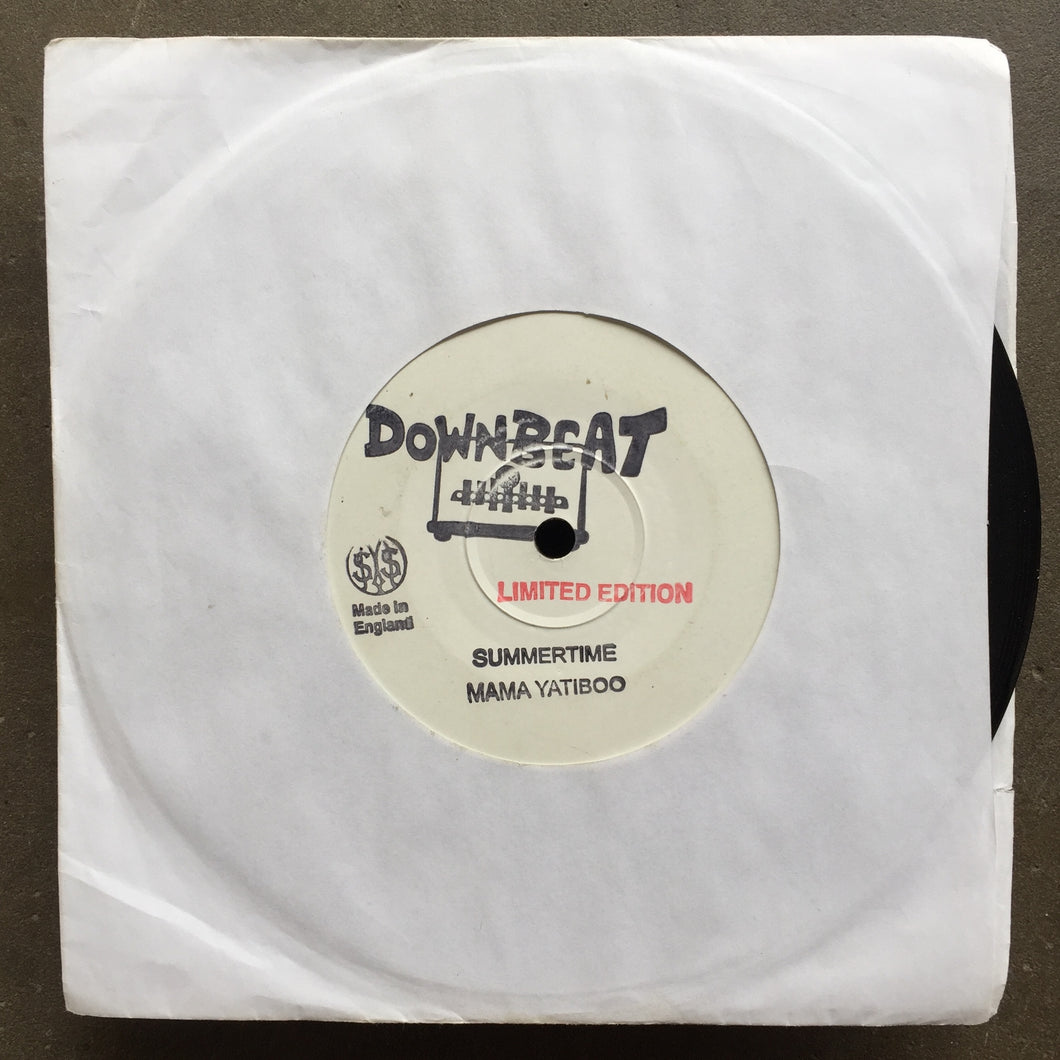 DOWNBEAT
$ $
LIMITED EDITION
Made in
England
SUMMERTIME
MAMA YATIBOO